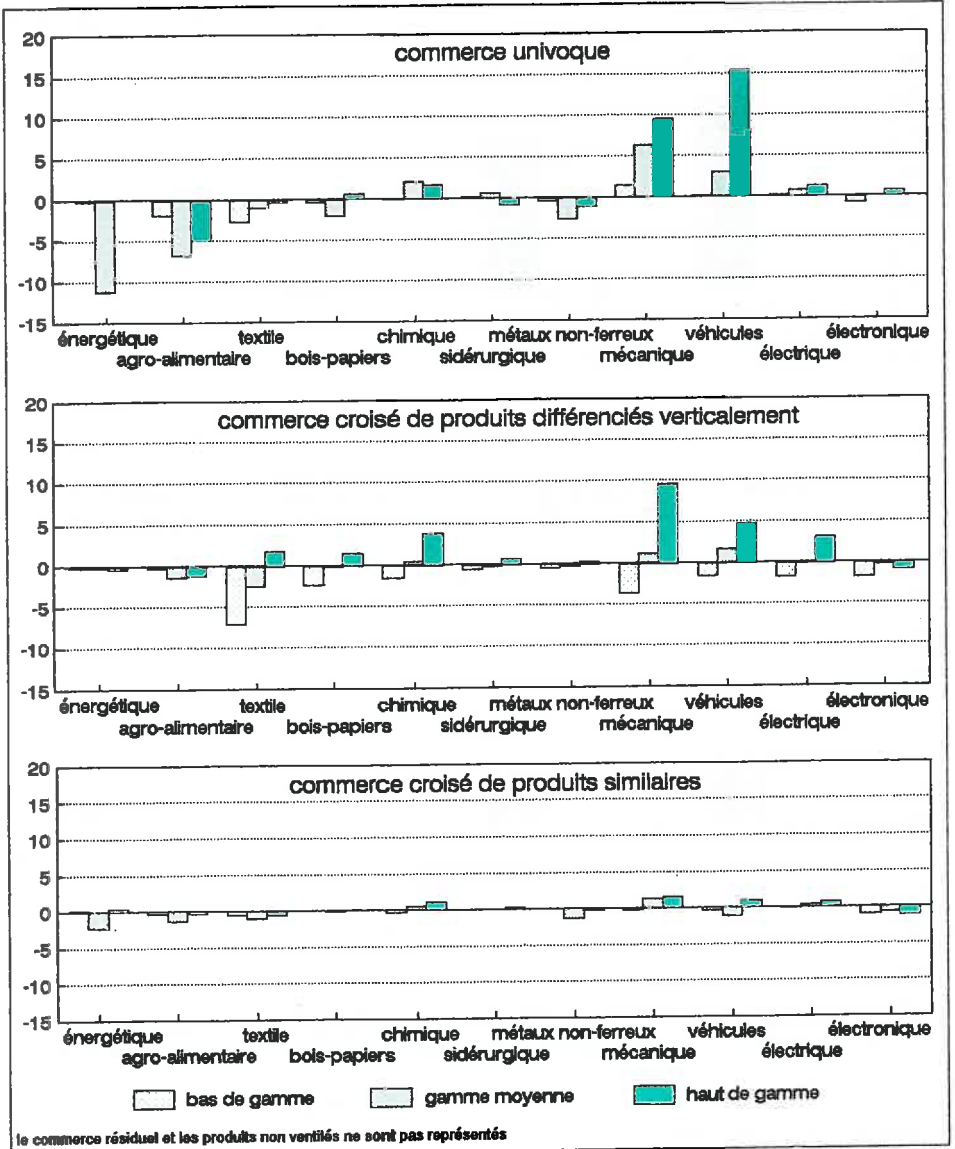 commerce univoque
20
15
10
5
0
-5
-10
-15
énergétique textile chimique métaux non-ferreux véhicules électronique
agro-alimentaire bois-papiers sidérurgique mécanique électrique
commerce croisé de produits différenciés verticalement
20
15
10
5
0
-5
-10
-15
énergétique textile chimique métaux non-ferreux véhicules électronique
agro-alimentaire bois-papiers sidérurgique mécanique électrique
commerce croisé de produits similaires
20
15
10
5
0
-5
-10
-15
énergétique textile chimique métaux non-ferreux véhicules électronique
agro-alimentaire bois-papiers sidérurgique mécanique électrique
bas de gamme gamme moyenne haut de gamme
le commerce résiduel et les produits non ventilés ne sont pas représentés